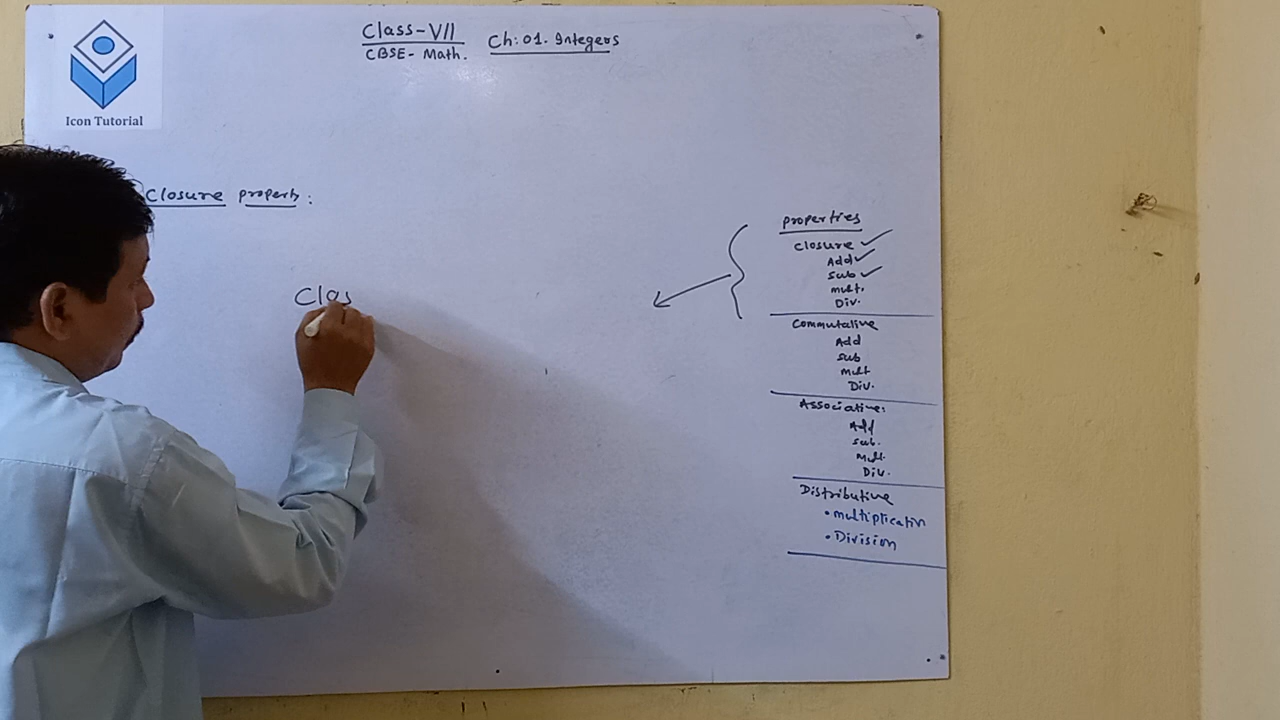 Icon Tutorial
Class-VII
CBSE- Math.
Ch: 01. Integers
Closure property:
Clos
properties
Closure ✓
Add ✓
Sub ✓
mult.
Div.
Commutative
Add
Sub
Mult
Div.
Associative:
Add
Sub.
Mult.
Div.
Distributive
• multiplication
• Division